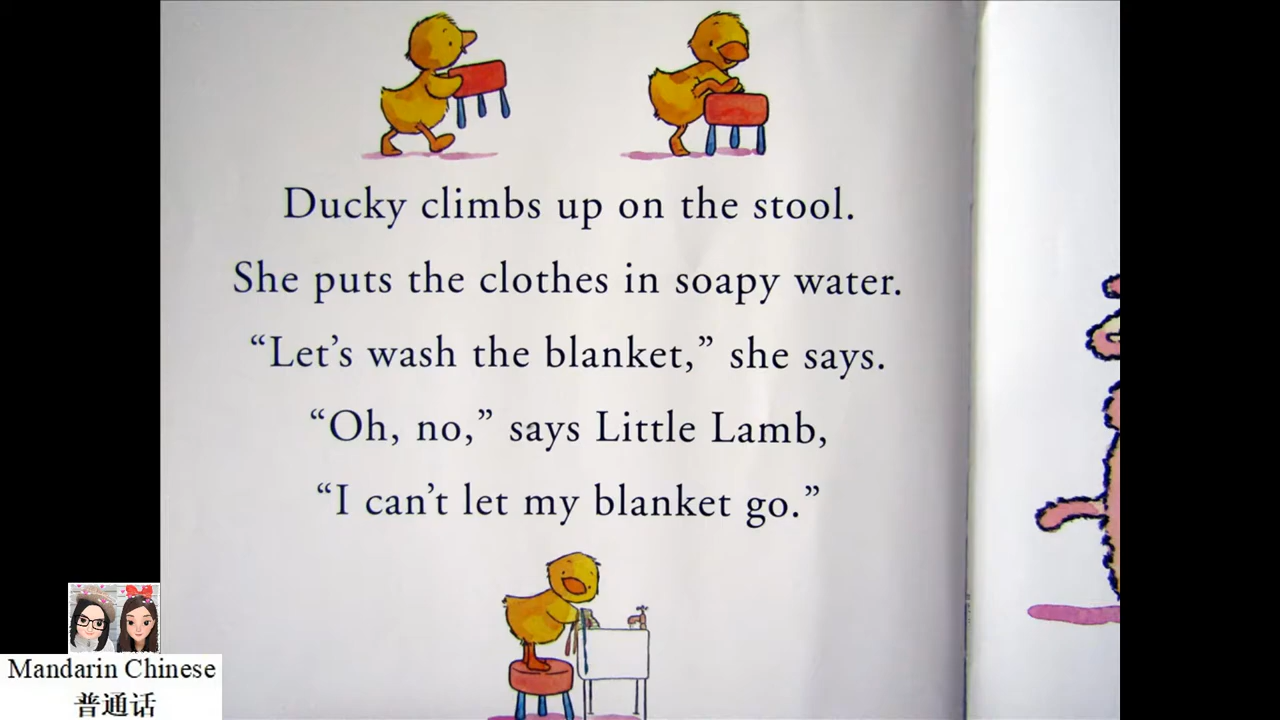 Ducky climbs up on the stool.
She puts the clothes in soapy water.
“Let’s wash the blanket,” she says.
“Oh, no,” says Little Lamb,
“I can’t let my blanket go.”
Mandarin Chinese
普通话